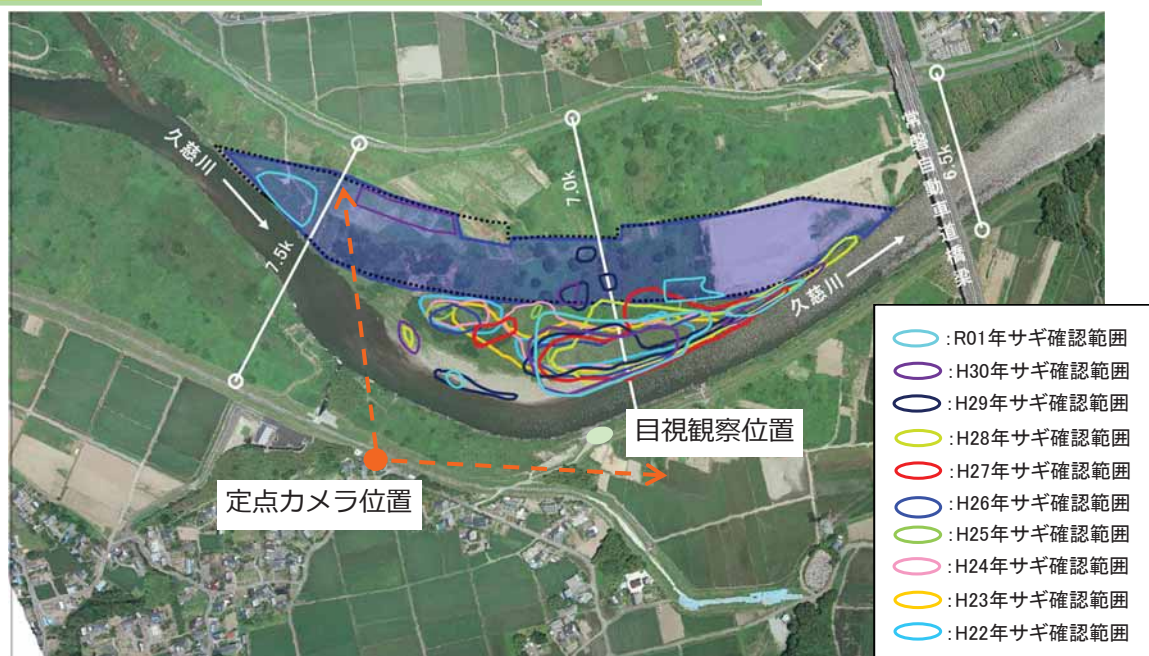 久慈川
7.5k
7.0k
常磐自動車道橋梁
6.5k
久慈川
目視観察位置
定点カメラ位置
:R01年サギ確認範囲
:H30年サギ確認範囲
:H29年サギ確認範囲
:H28年サギ確認範囲
:H27年サギ確認範囲
:H26年サギ確認範囲
:H25年サギ確認範囲
:H24年サギ確認範囲
:H23年サギ確認範囲
:H22年サギ確認範囲